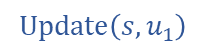 Update(s, u₁)